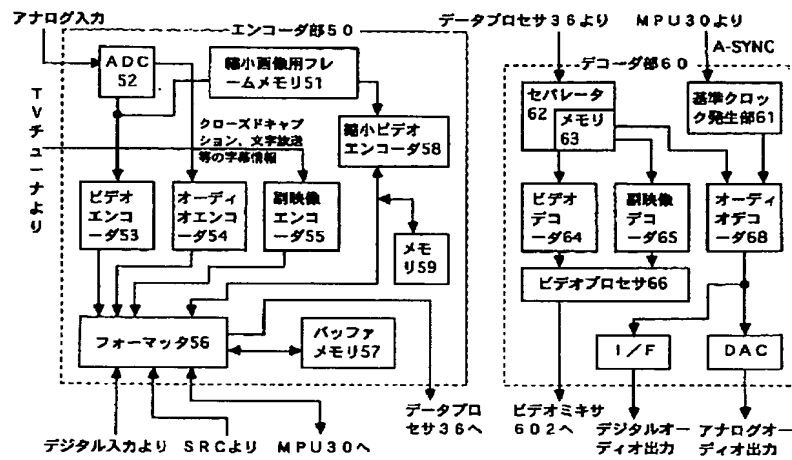 アナログ入力
エンコーダ部50
ADC
52
縮小画像用フレ
ームメモリ51
TVチューナより
クローズドキャプ
ション、文字放送
等の字幕情報
縮小ビデオ
エンコーダ58
ビデオ
エンコ
ーダ53
オーディ
オエンコ
ーダ54
副映像
エンコ
ーダ55
メモ
リ59
フォーマッタ56
バッファ
メモリ57
デジタル入力より
SRCより
MPU30へ
データプロ
セサ36へ
データプロセサ36より
MPU30より
A-SYNC
デコーダ部60
セパレータ
62
メモリ
63
基準クロッ
ク発生部61
ビデオ
デコー
ダ64
副映像
デコー
ダ65
オーデ
ィオデコ
ーダ68
ビデオプロセサ66
I/F
DAC
ビデオミキサ
602へ
デジタルオー
ディオ出力
アナログオー
ディオ出力